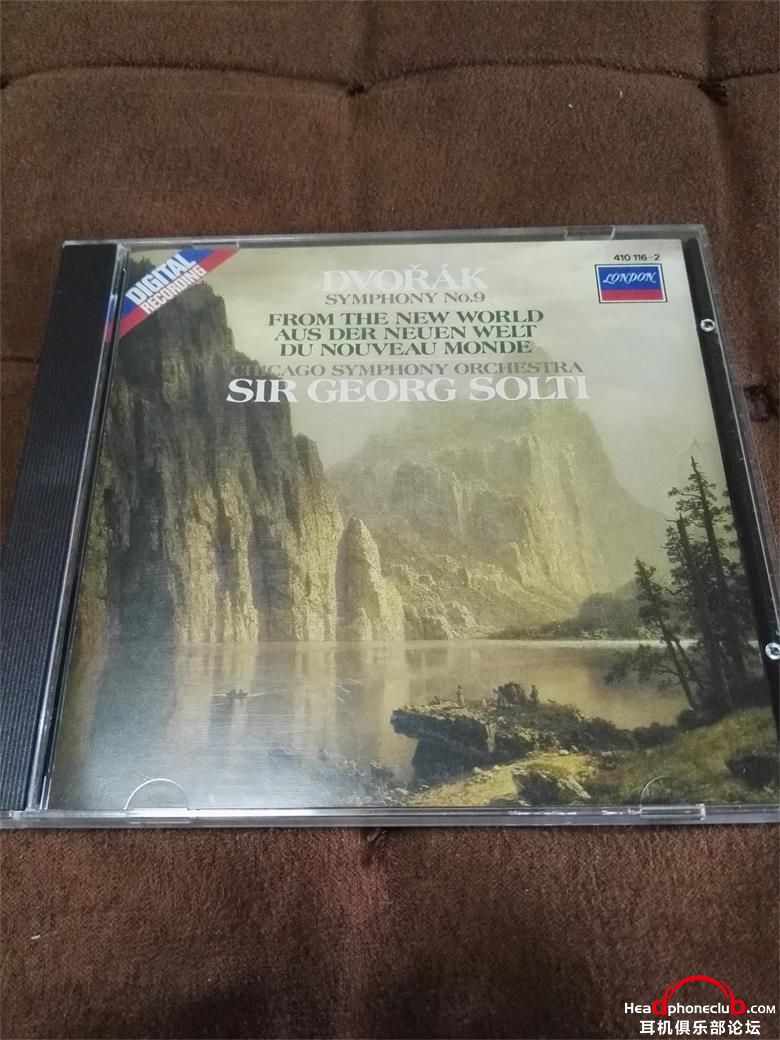 DIGITAL
RECORDING
410 116-2
LONDON
DVOŘÁK
SYMPHONY No.9
FROM THE NEW WORLD
AUS DER NEUEN WELT
DU NOUVEAU MONDE
CHICAGO SYMPHONY ORCHESTRA
SIR GEORG SOLTI
Headphoneclub.com
耳机俱乐部论坛